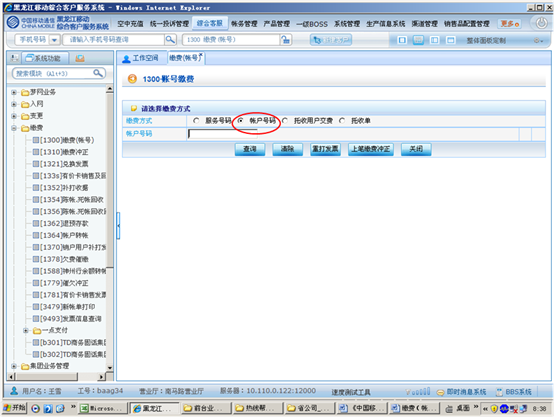 黑龙江移动综合客户服务系统 - Windows Internet Explorer
中国移动通信 CHINA MOBILE 黑龙江移动 综合客户服务系统
空中充值 统一投诉管理 综合客服 帐务管理 产品管理 一级BOSS 系统管理 生产信息系统 渠道管理 销售品配置管理 更多
手机号码 请输入手机号码查询 1300 缴费(帐号) 整体面板定制
系统功能
工作空间 缴费(帐号)
搜索模块 (Alt+3)
梦网业务
入网
变更
缴费
[1300]缴费(帐号)
[1310]缴费冲正
[1321]兑换发票
[133s]有价卡销售及回
[1352]补打收据
[1354]陈帐、死帐回收
[1356]陈帐、死帐回收
[1362]退预存款
[1364]帐户转帐
[1370]纳户用户补打发
[1378]欠费催缴
[1588]神州行余额转帐
[1779]催欠冲正
[1781]有价卡销售发票
[3479]新帐单打印
[9493]发票信息查询
一点支付
[b301]TD商务固话集团
[b302]TD商务固话集团
集团业务管理
1300·帐号缴费
请选择缴费方式
缴费方式 服务号码 帐户号码 托收用户交费 托收单
帐户号码
查询 清除 重打发票 上笔缴费冲正 关闭
用户名：王雪 工号：baag34 营业厅：南马路营业厅 服务器：10.110.0.122:12000 速度测试工具 即时消息系统 BBS系统
开始 Microso... 黑龙江... 前台业... 热线帮... 省公司_... 《中国移... 缴费《帐... 桌面 8:38